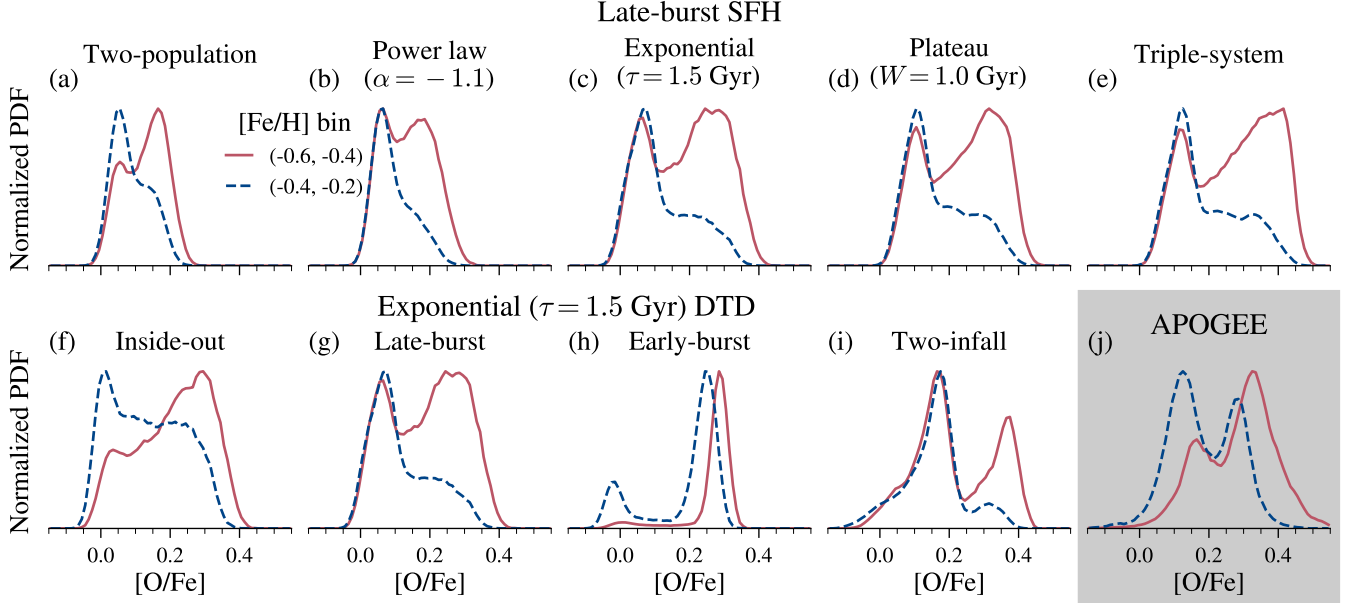 Late-burst SFH
(a) Two-population
(b) Power law
(α = −1.1)
(c) Exponential
(τ = 1.5 Gyr)
(d) Plateau
(W = 1.0 Gyr)
(e) Triple-system
Normalized PDF
[Fe/H] bin
(-0.6, -0.4)
(-0.4, -0.2)
Exponential (τ = 1.5 Gyr) DTD
(f) Inside-out
(g) Late-burst
(h) Early-burst
(i) Two-infall
(j) APOGEE
Normalized PDF
0.0 0.2 0.4
0.0 0.2 0.4
0.0 0.2 0.4
0.0 0.2 0.4
0.0 0.2 0.4
[O/Fe]
[O/Fe]
[O/Fe]
[O/Fe]
[O/Fe]